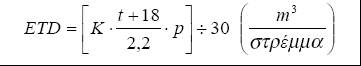 ETD = [K · (t + 18) / 2,2 · p] ÷ 30 (m³ / στρέμμα)